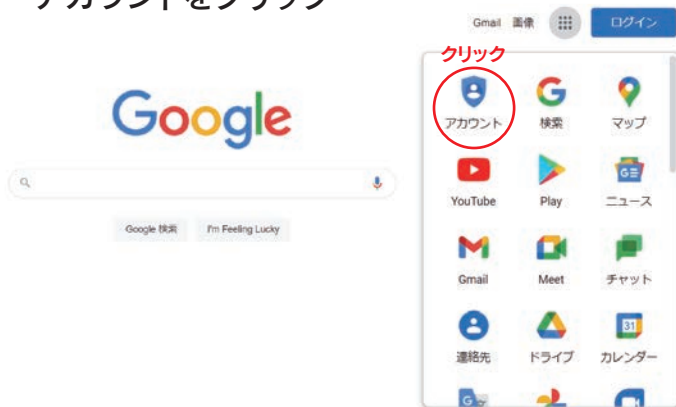 アカウントをクリック
Gmail 画像 ログイン
クリック
Google
アカウント 検索 マップ
YouTube Play ニュース
Google 検索 I'm Feeling Lucky
Gmail Meet チャット
31
連絡先 ドライブ カレンダー